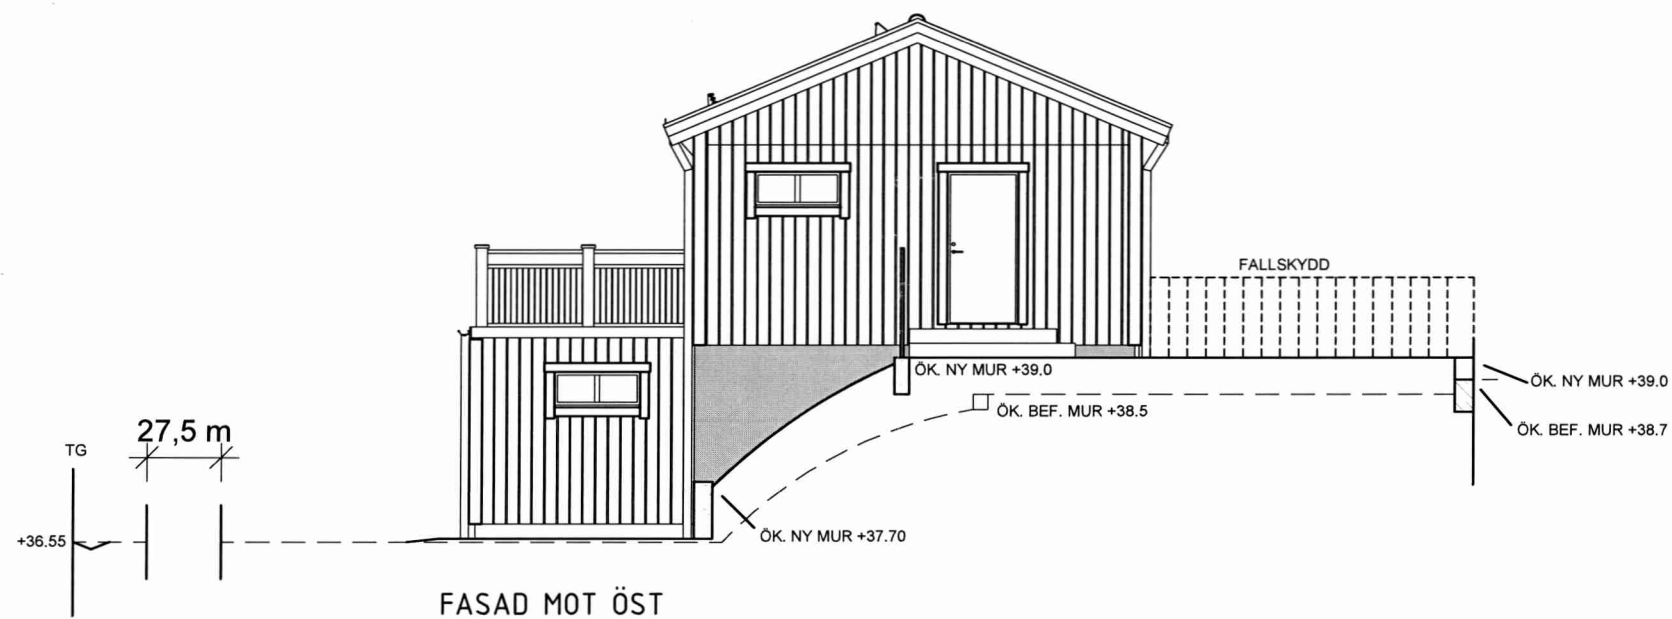 FALLSKYDD
ÖK. NY MUR +39.0
ÖK. NY MUR +39.0
ÖK. BEF. MUR +38.5
ÖK. BEF. MUR +38.7
27,5 m
TG
+36.55
ÖK. NY MUR +37.70
FASAD MOT ÖST